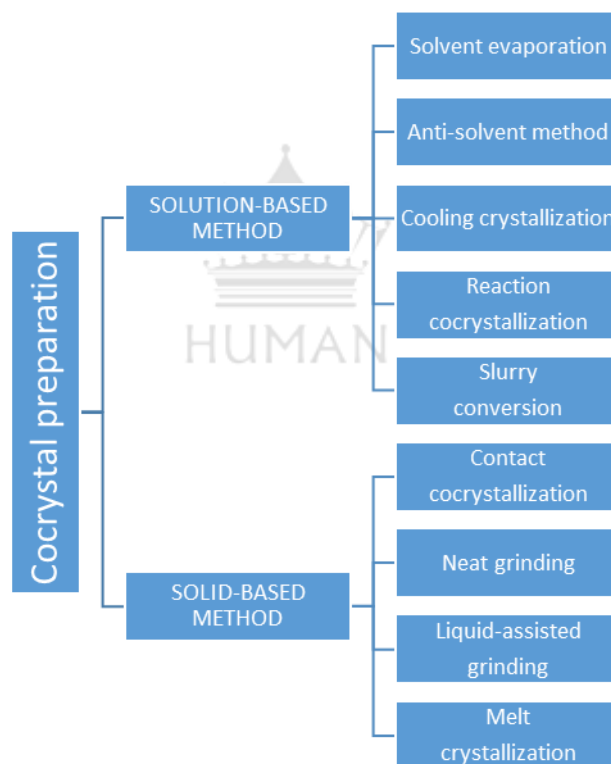 Cocrystal preparation
SOLUTION-BASED
METHOD
Solvent evaporation
Anti-solvent method
Cooling crystallization
Reaction
cocrystallization
Slurry
conversion
SOLID-BASED
METHOD
Contact
cocrystallization
Neat grinding
Liquid-assisted
grinding
Melt
crystallization
HUMAN